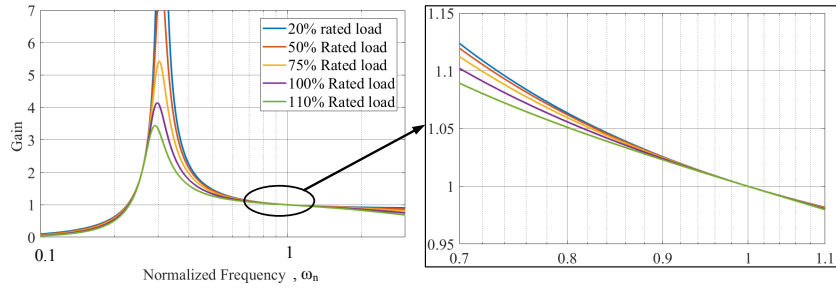 7
6
5
4
3
2
1
0
Gain
0.1
1
Normalized Frequency , ωn
20% rated load
50% Rated load
75% Rated load
100% Rated load
110% Rated load
1.15
1.1
1.05
1
0.95
0.7
0.8
0.9
1
1.1